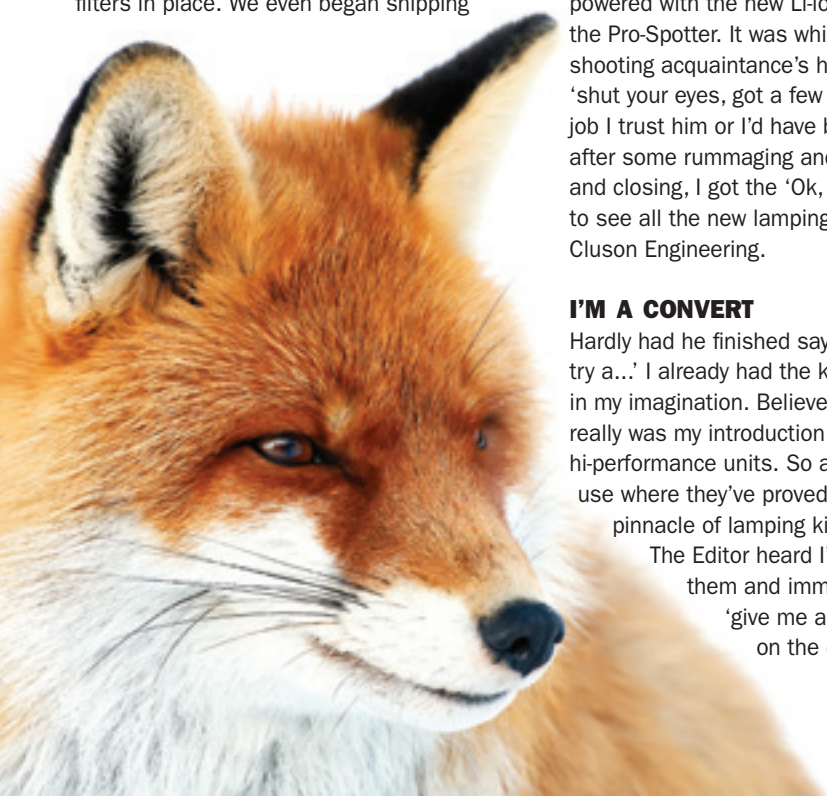 filters in place. We even began shipping
powered with the new Li-Io
the Pro-Spotter. It was whi
shooting acquaintance's h
'shut your eyes, got a few
job I trust him or I'd have b
after some rummaging and
and closing, I got the 'Ok,
to see all the new lamping
Cluson Engineering.
I'M A CONVERT
Hardly had he finished say
try a...' I already had the k
in my imagination. Believe
really was my introduction
hi-performance units. So a
use where they've proved
pinnacle of lamping ki
The Editor heard I'
them and imm
'give me a
on the